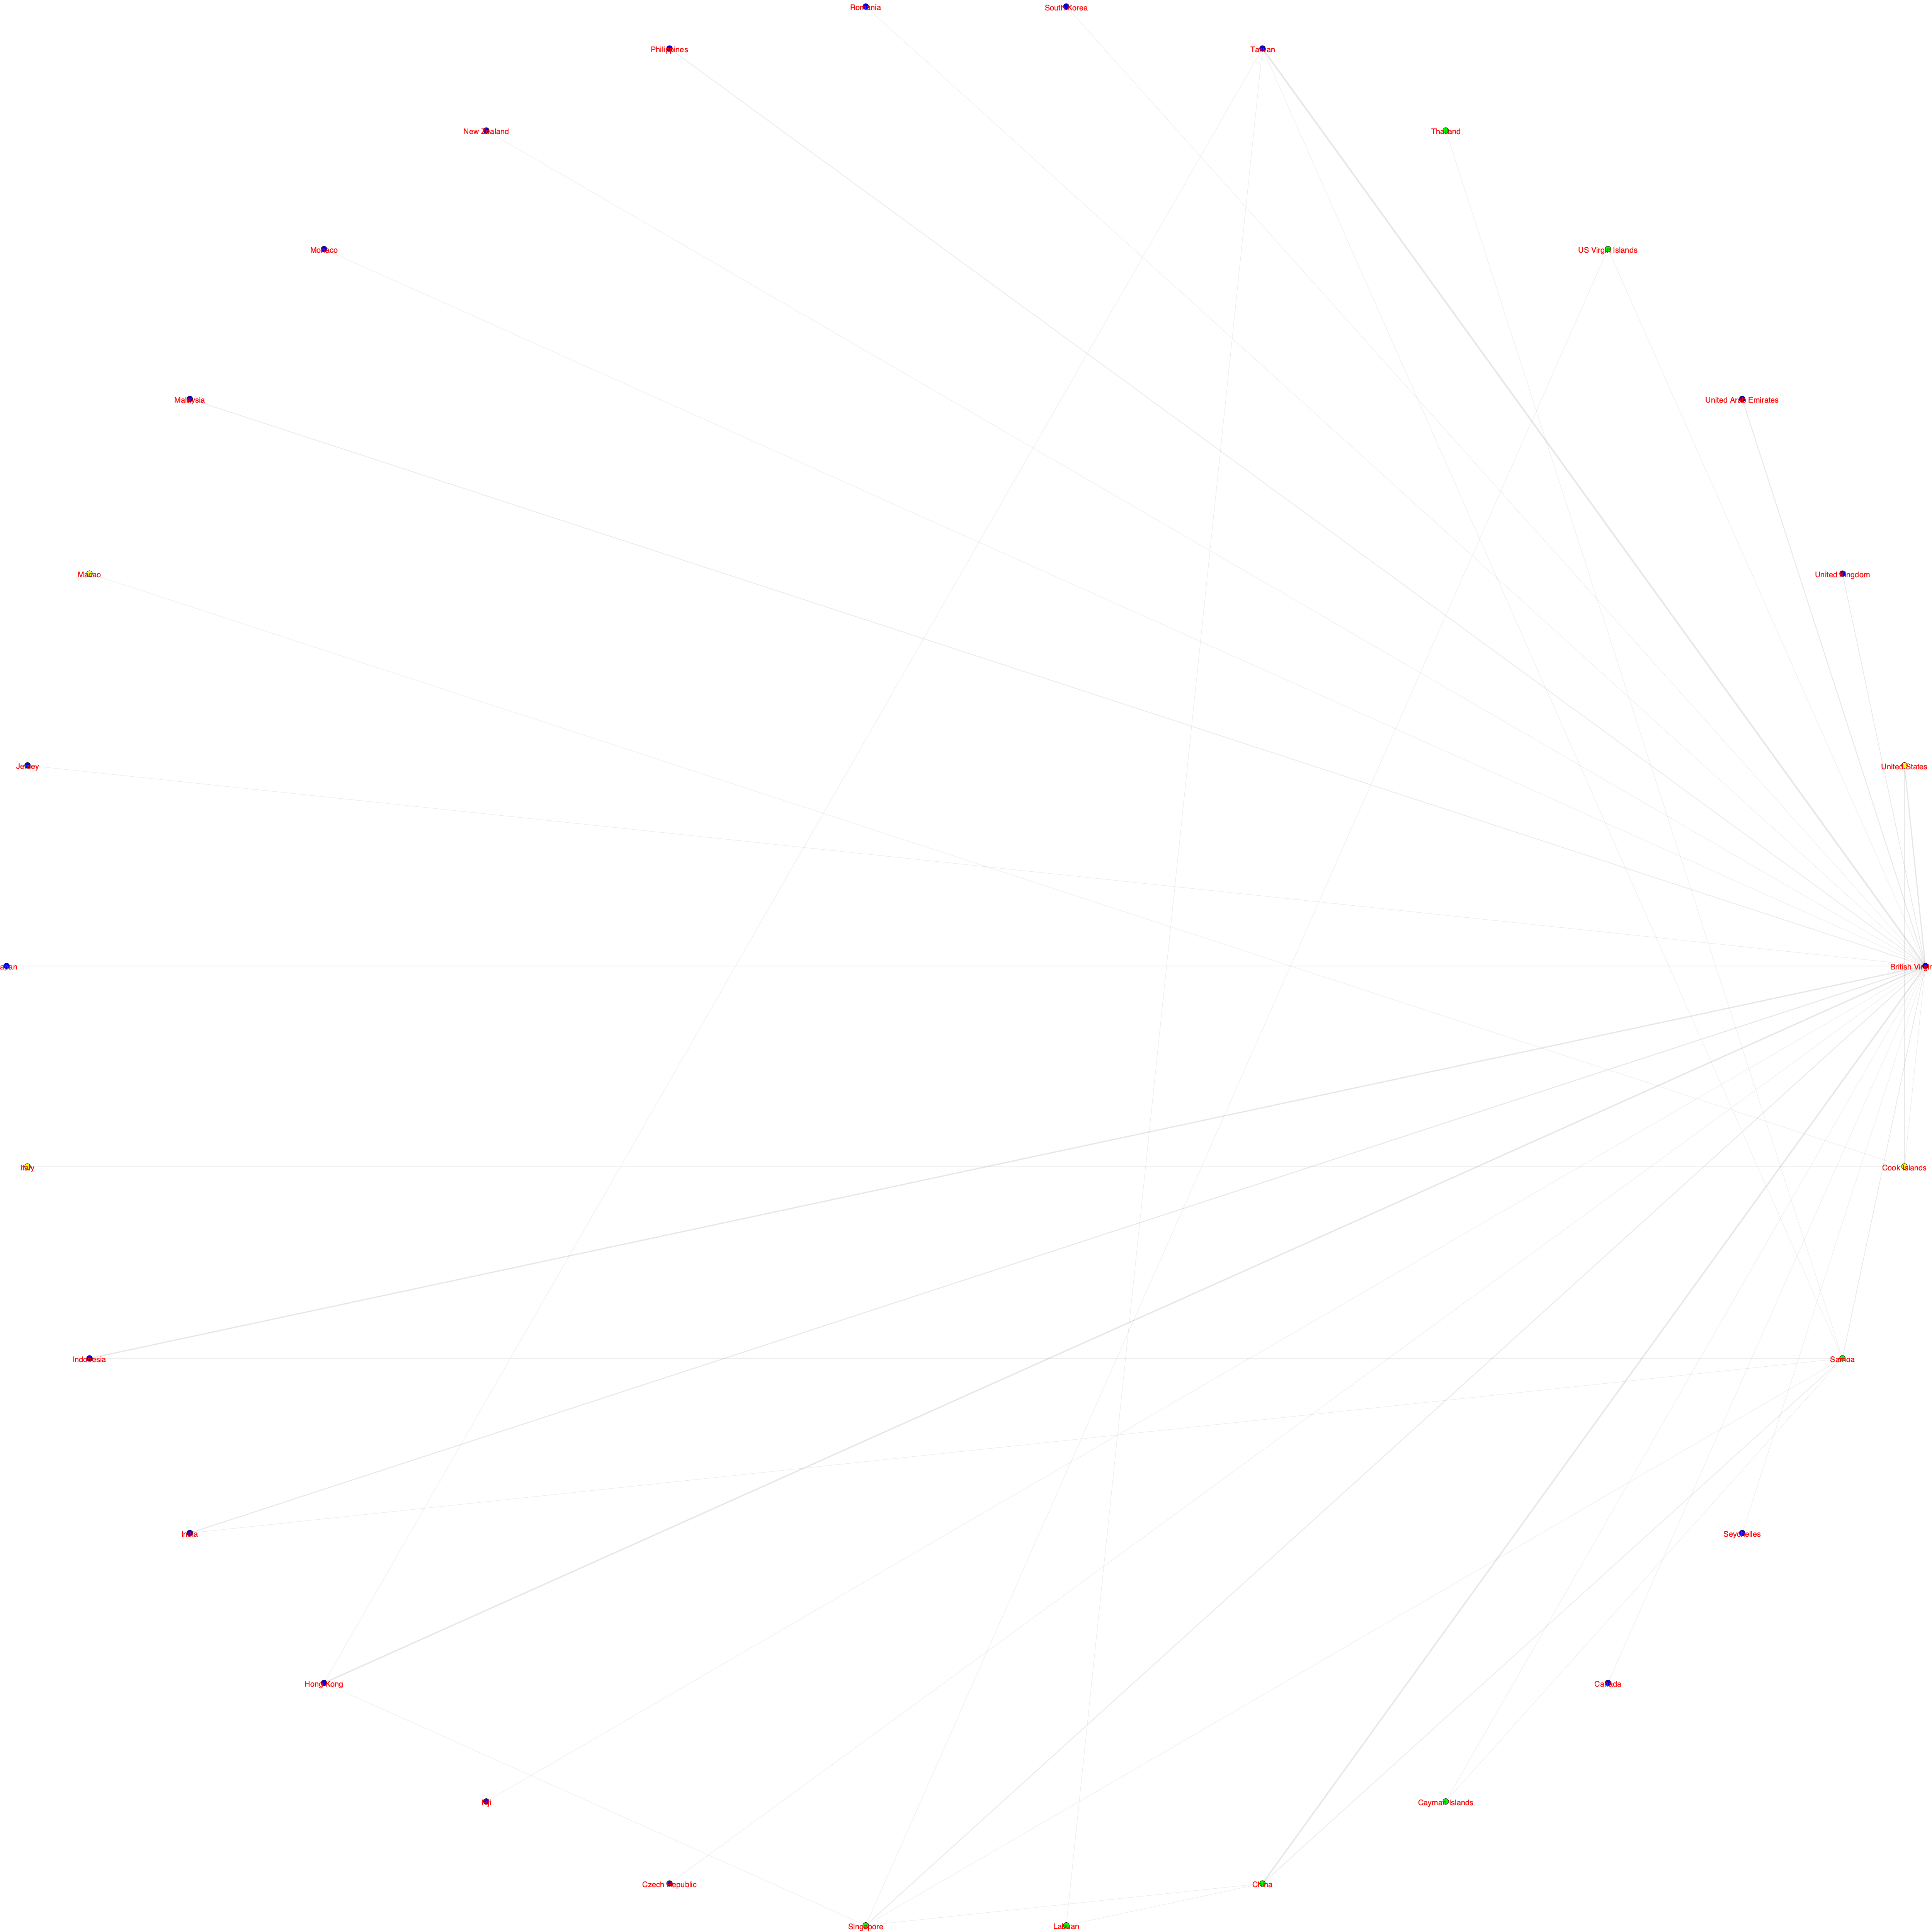 Romania
South Korea
Philippines
Taiwan
New Zealand
Thailand
Monaco
US Virgin Islands
Malaysia
United Arab Emirates
Macao
United Kingdom
Jersey
United States
apan
British Virgin
Italy
Cook Islands
Indonesia
Samoa
India
Seychelles
Hong Kong
Canada
Fiji
Cayman Islands
Czech Republic
China
Singapore
Labuan